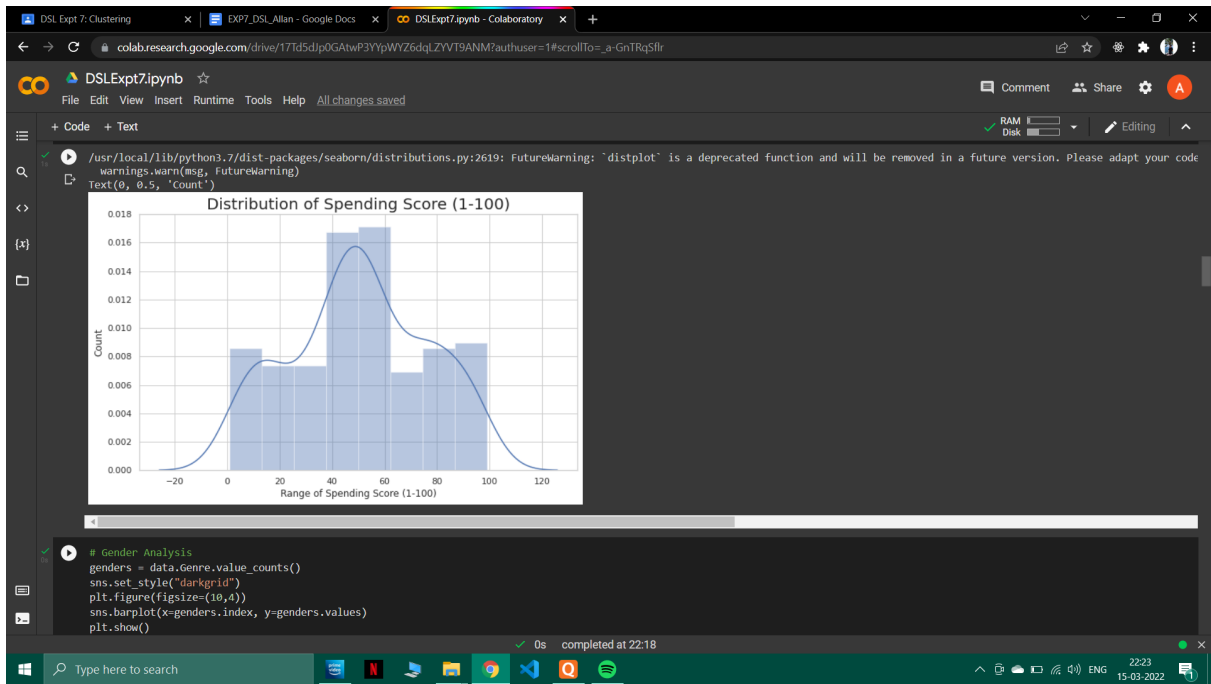 DSL Expt 7: Clustering
EXP7_DSL_Allan - Google Docs
DSLExpt7.ipynb - Colaboratory
colab.research.google.com/drive/17Td5dJp0GAtwP3YYpWYZ6dqLZYVT9ANM?authuser=1#scrollTo=_a-GnTRqSflr
DSLExpt7.ipynb
File Edit View Insert Runtime Tools Help All changes saved
Comment Share A
+ Code + Text
RAM
Disk
Editing
1s
/usr/local/lib/python3.7/dist-packages/seaborn/distributions.py:2619: FutureWarning: `distplot` is a deprecated function and will be removed in a future version. Please adapt your code
warnings.warn(msg, FutureWarning)
Text(0, 0.5, 'Count')
Distribution of Spending Score (1-100)
0.018
0.016
0.014
0.012
0.010
0.008
0.006
0.004
0.002
0.000
Count
−20 0 20 40 60 80 100 120
Range of Spending Score (1-100)
{x}
0s
# Gender Analysis
genders = data.Genre.value_counts()
sns.set_style("darkgrid")
plt.figure(figsize=(10,4))
sns.barplot(x=genders.index, y=genders.values)
plt.show()
0s completed at 22:18
Type here to search
prime video
N
Q
ENG
22:23
15-03-2022
1